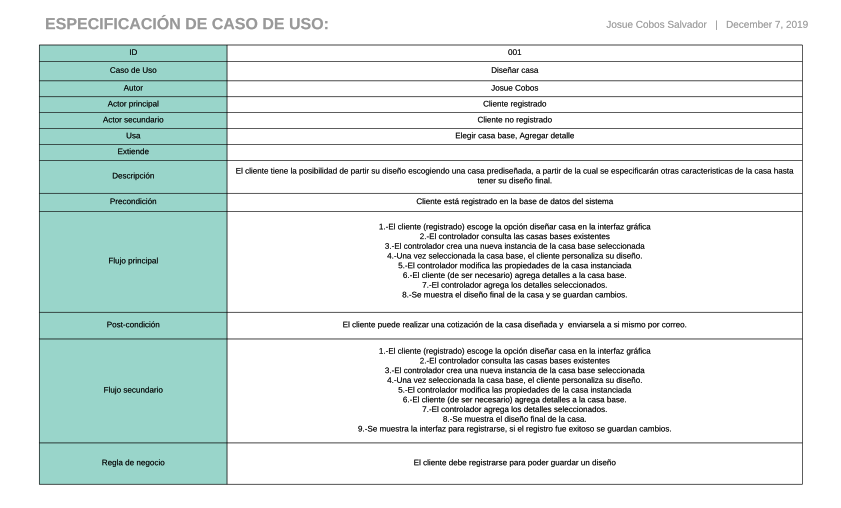 ESPECIFICACIÓN DE CASO DE USO:
Josue Cobos Salvador | December 7, 2019
ID
001
Caso de Uso
Diseñar casa
Autor
Josue Cobos
Actor principal
Cliente registrado
Actor secundario
Cliente no registrado
Usa
Elegir casa base, Agregar detalle
Extiende
Descripción
El cliente tiene la posibilidad de partir su diseño escogiendo una casa prediseñada, a partir de la cual se especificarán otras caracteristicas de la casa hasta
tener su diseño final.
Precondición
Cliente está registrado en la base de datos del sistema
Flujo principal
1.-El cliente (registrado) escoge la opción diseñar casa en la interfaz gráfica
2.-El controlador consulta las casas bases existentes
3.-El controlador crea una nueva instancia de la casa base seleccionada
4.-Una vez seleccionada la casa base, el cliente personaliza su diseño.
5.-El controlador modifica las propiedades de la casa instanciada
6.-El cliente (de ser necesario) agrega detalles a la casa base.
7.-El controlador agrega los detalles seleccionados.
8.-Se muestra el diseño final de la casa y se guardan cambios.
Post-condición
El cliente puede realizar una cotización de la casa diseñada y enviarsela a si mismo por correo.
Flujo secundario
1.-El cliente (registrado) escoge la opción diseñar casa en la interfaz gráfica
2.-El controlador consulta las casas bases existentes
3.-El controlador crea una nueva instancia de la casa base seleccionada
4.-Una vez seleccionada la casa base, el cliente personaliza su diseño.
5.-El controlador modifica las propiedades de la casa instanciada
6.-El cliente (de ser necesario) agrega detalles a la casa base.
7.-El controlador agrega los detalles seleccionados.
8.-Se muestra el diseño final de la casa.
9.-Se muestra la interfaz para registrarse, si el registro fue exitoso se guardan cambios.
Regla de negocio
El cliente debe registrarse para poder guardar un diseño